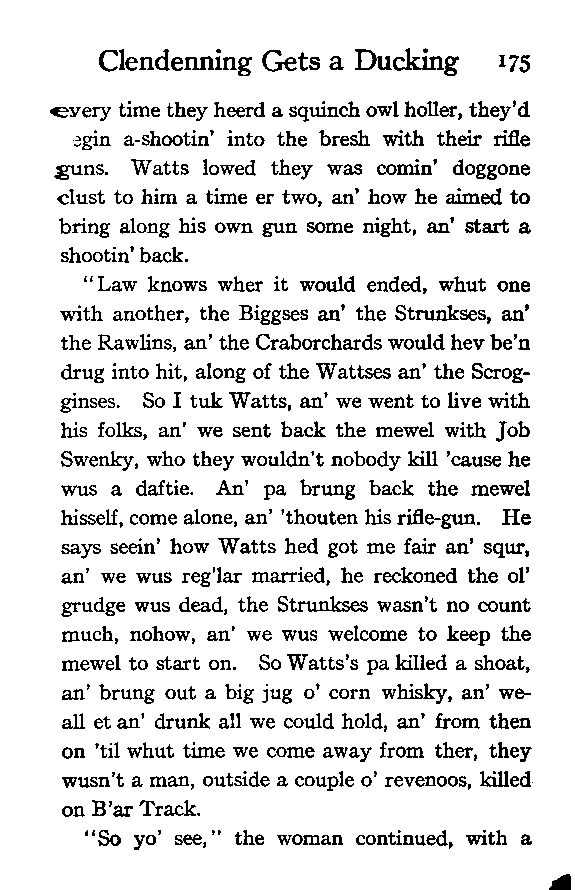 Clendenning Gets a Ducking 175
every time they heerd a squinch owl holler, they'd
egin a-shootin' into the bresh with their rifle
guns. Watts lowed they was comin' doggone
clust to him a time er two, an' how he aimed to
bring along his own gun some night, an' start a
shootin' back.
"Law knows wher it would ended, whut one
with another, the Biggses an' the Strunkses, an'
the Rawlins, an' the Craborchards would hev be'n
drug into hit, along of the Wattses an' the Scrog-
ginses. So I tuk Watts, an' we went to live with
his folks, an' we sent back the mewel with Job
Swenky, who they wouldn't nobody kill 'cause he
wus a daftie. An' pa brung back the mewel
hisself, come alone, an' 'thouten his rifle-gun. He
says seein' how Watts hed got me fair an' squr,
an' we wus reg'lar married, he reckoned the ol'
grudge wus dead, the Strunkses wasn't no count
much, nohow, an' we wus welcome to keep the
mewel to start on. So Watts's pa killed a shoat,
an' brung out a big jug o' corn whisky, an' we-
all et an' drunk all we could hold, an' from then
on 'til whut time we come away from ther, they
wusn't a man, outside a couple o' revenoos, killed
on B'ar Track.
"So yo' see," the woman continued, with a